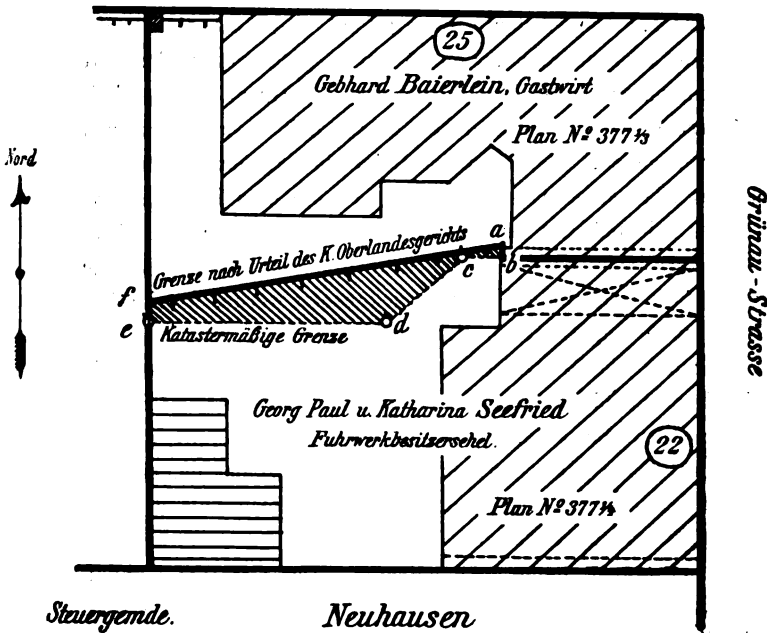 25
Gebhard Baierlein, Gastwirt
Plan Nº 377 ⅓
Nord
Grünau-Strasse
a
Grenze nach Urteil des K. Oberlandesgerichts
b
c
f
e
Katastermäßige Grenze
d
Georg Paul u. Katharina Seefried
Fuhrwerkbesitzersehel.
22
Plan Nº 377 ¼
Steuergemde. Neuhausen